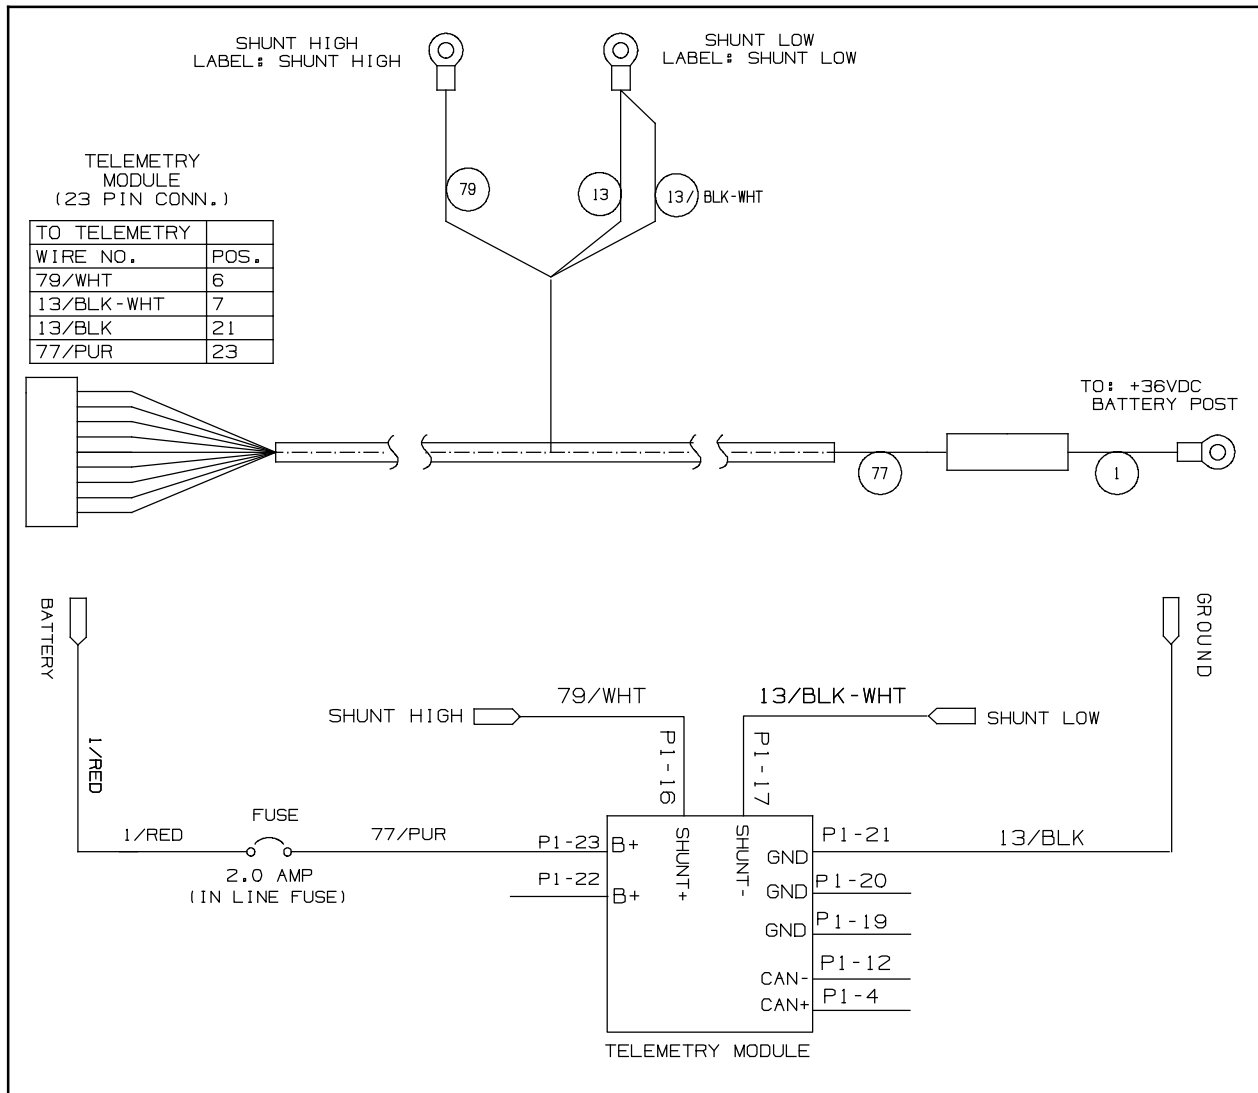 SHUNT HIGH
LABEL: SHUNT HIGH
SHUNT LOW
LABEL: SHUNT LOW
79
13
13/ BLK-WHT
TELEMETRY
MODULE
(23 PIN CONN.)
TO TELEMETRY
WIRE NO. POS.
79/WHT 6
13/BLK-WHT 7
13/BLK 21
77/PUR 23
TO: +36VDC
BATTERY POST
77
1
BATTERY
GROUND
79/WHT
13/BLK-WHT
SHUNT HIGH
SHUNT LOW
1/RED
P1-16
P1-17
1/RED
FUSE
2.0 AMP
(IN LINE FUSE)
77/PUR
P1-23
B+
P1-22
B+
SHUNT+
SHUNT-
GND
P1-21
13/BLK
GND
P1-20
GND
P1-19
CAN-
P1-12
CAN+
P1-4
TELEMETRY MODULE